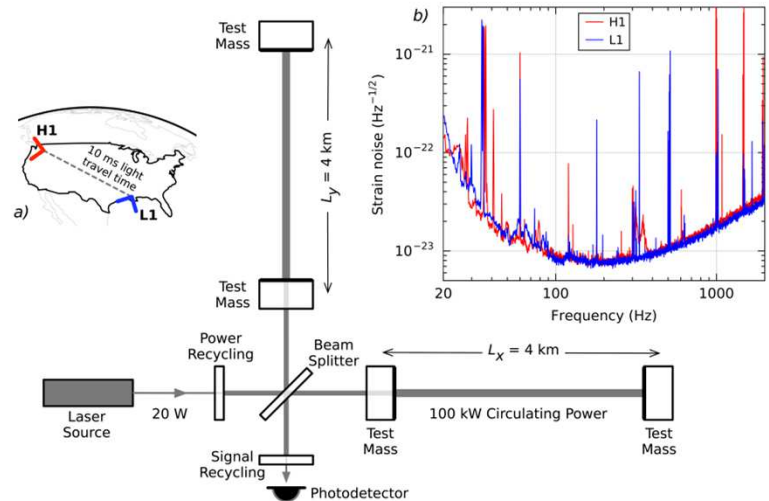 a)
H1
10 ms light
travel time
L1
Test
Mass
L_y = 4 km
Test
Mass
Power
Recycling
Beam
Splitter
L_x = 4 km
Laser
Source
20 W
100 kW Circulating Power
Test
Mass
Test
Mass
Signal
Recycling
Photodetector
b)
H1
L1
Strain noise (Hz^{-1/2})
10^{-21}
10^{-22}
10^{-23}
20
100
1000
Frequency (Hz)